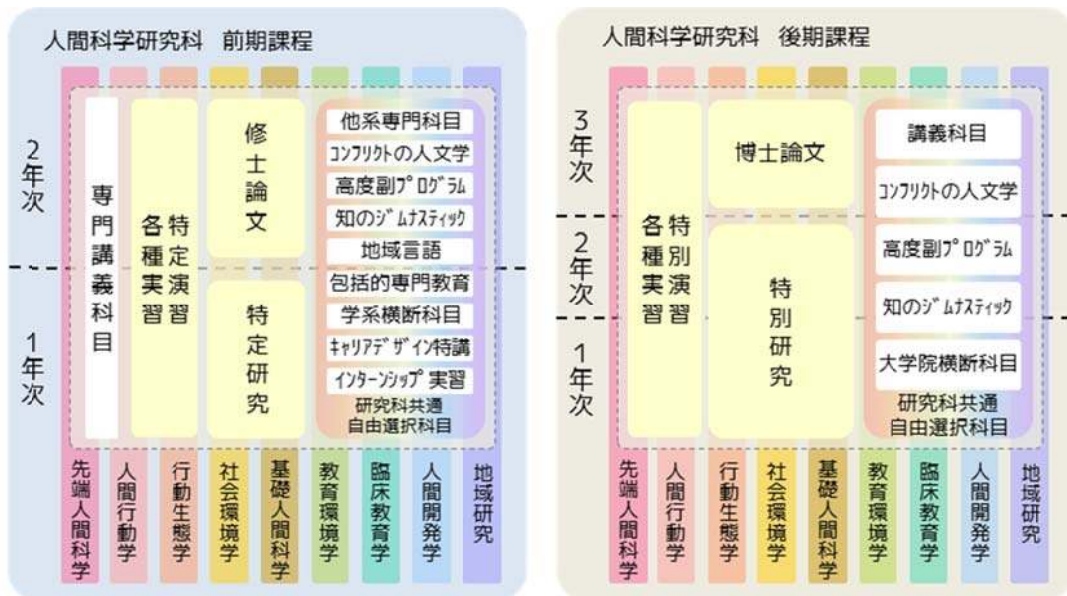 人間科学研究科 前期課程
2年次
1年次
専門講義科目
特定演習
各種実習
修士論文
特定研究
他系専門科目
コンフリクトの人文学
高度副プログラム
知のジムナスティック
地域言語
包括的専門教育
学系横断科目
キャリアデザイン特講
インターンシップ実習
研究科共通
自由選択科目
先端人間科学
人間行動学
行動生態学
社会環境学
基礎人間科学
教育環境学
臨床教育学
人間開発学
地域研究
人間科学研究科 後期課程
3年次
2年次
1年次
特別演習
各種実習
博士論文
特別研究
講義科目
コンフリクトの人文学
高度副プログラム
知のジムナスティック
大学院横断科目
研究科共通
自由選択科目
先端人間科学
人間行動学
行動生態学
社会環境学
基礎人間科学
教育環境学
臨床教育学
人間開発学
地域研究